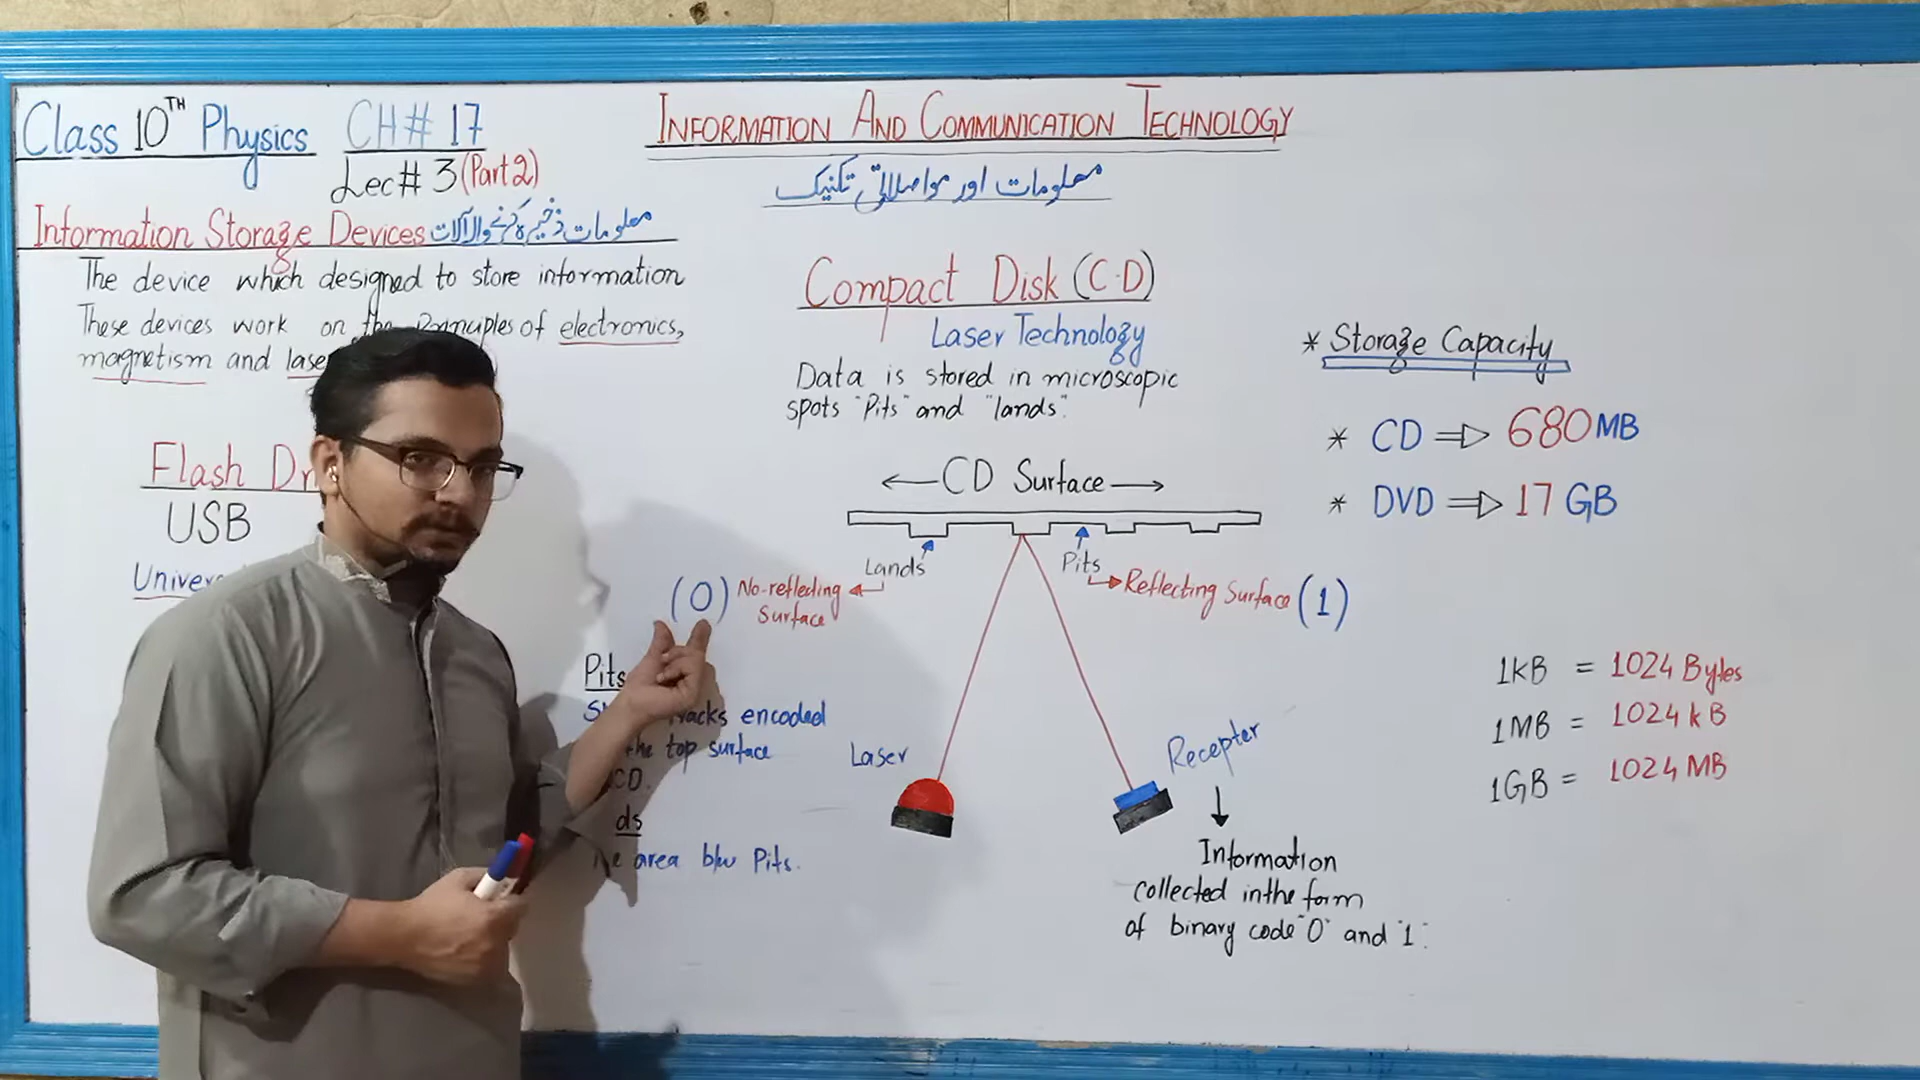 Class 10TH Physics CH# 17
Lec# 3 (Part 2)
INFORMATION AND COMMUNICATION TECHNOLOGY
معلومات اور مواصلاتی تکنیک
Information Storage Devices معلومات ذخیرہ کرنے والا آلات
The device which designed to store information
These devices work on the Principles of electronics,
magnetism and laser
Flash
USB
Compact Disk (C.D)
Laser Technology
Data is stored in microscopic
spots "Pits" and "lands".
CD Surface
Lands
Pits
(0) No-reflecting
Surface
Reflecting Surface (1)
Pits
encoded
the top surface
CD.
area b/w Pits.
Laser
Recepter
Information
collected in the form
of binary code "0" and "1".
* Storage Capacity
* CD ⇒ 680 MB
* DVD ⇒ 17 GB
1kB = 1024 Bytes
1MB = 1024 kB
1GB = 1024 MB